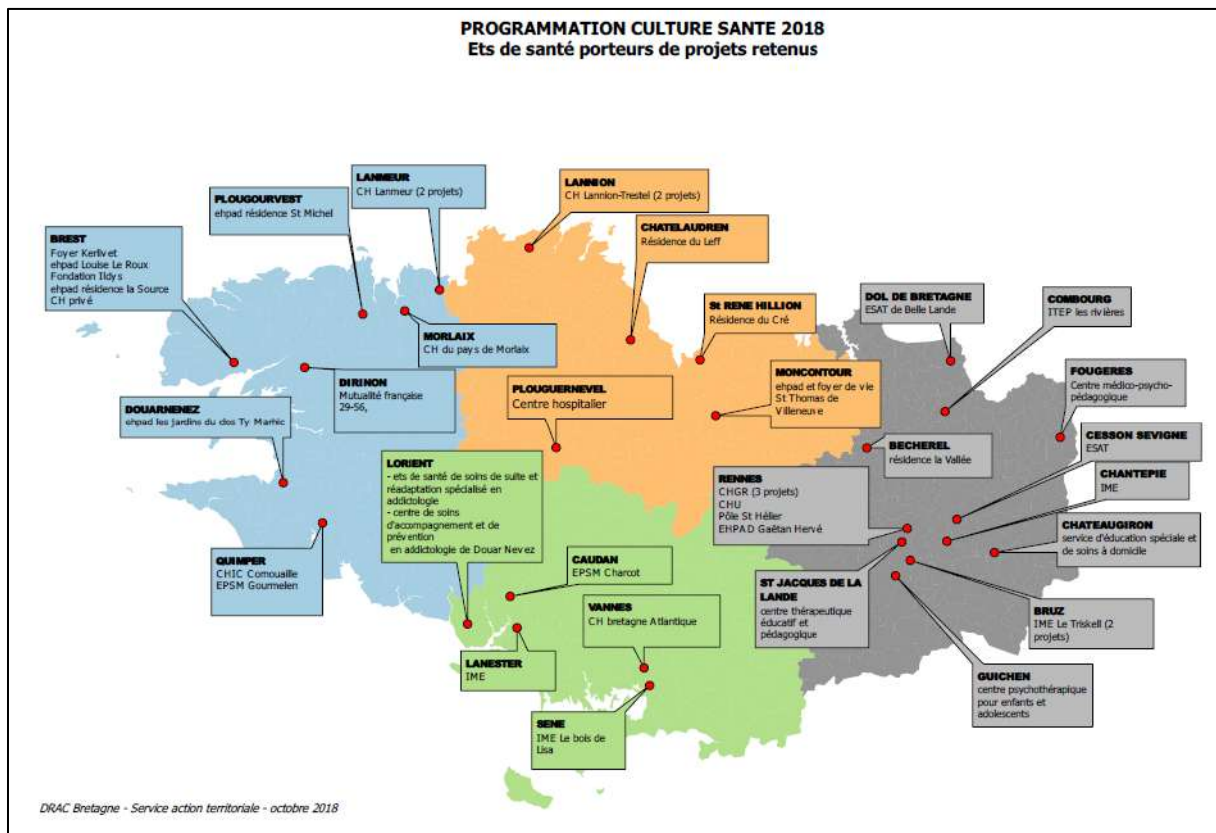 PROGRAMMATION CULTURE SANTE 2018
Ets de santé porteurs de projets retenus
LANMEUR
CH Lanmeur (2 projets)
LANNION
CH Lannion-Trestel (2 projets)
PLOUGOURVEST
ehpad résidence St Michel
CHATELAUDREN
Résidence du Leff
BREST
Foyer Kerlivet
ehpad Louise Le Roux
Fondation Ildys
ehpad résidence la Source
CH privé
St RENE HILLION
Résidence du Cré
DOL DE BRETAGNE
ESAT de Belle Lande
COMBOURG
ITEP les rivières
MORLAIX
CH du pays de Morlaix
DIRINON
Mutualité française
29-56,
PLOUGUERNEVEL
Centre hospitalier
MONCONTOUR
ehpad et foyer de vie
St Thomas de
Villeneuve
FOUGERES
Centre médico-psycho-
pédagogique
DOUARNENEZ
ehpad les jardins du clos Ty Marhic
CESSON SEVIGNE
ESAT
BECHEREL
résidence la Vallée
LORIENT
- ets de santé de soins de suite et
réadaptation spécialisé en
addictologie
- centre de soins
d'accompagnement et de
prévention
en addictologie de Douar Nevez
RENNES
CHGR (3 projets)
CHU
Pôle St Hélier
EHPAD Gaëtan Hervé
CHANTEPIE
IME
CHATEAUGIRON
service d'éducation spéciale et
de soins à domicile
QUIMPER
CHIC Cornouaille
EPSM Gourmelen
CAUDAN
EPSM Charcot
ST JACQUES DE LA
LANDE
centre thérapeutique
éducatif et
pédagogique
VANNES
CH bretagne Atlantique
BRUZ
IME Le Triskell (2
projets)
LANESTER
IME
GUICHEN
centre psychothérapique
pour enfants et
adolescents
SENE
IME Le bois de
Lisa
DRAC Bretagne - Service action territoriale - octobre 2018